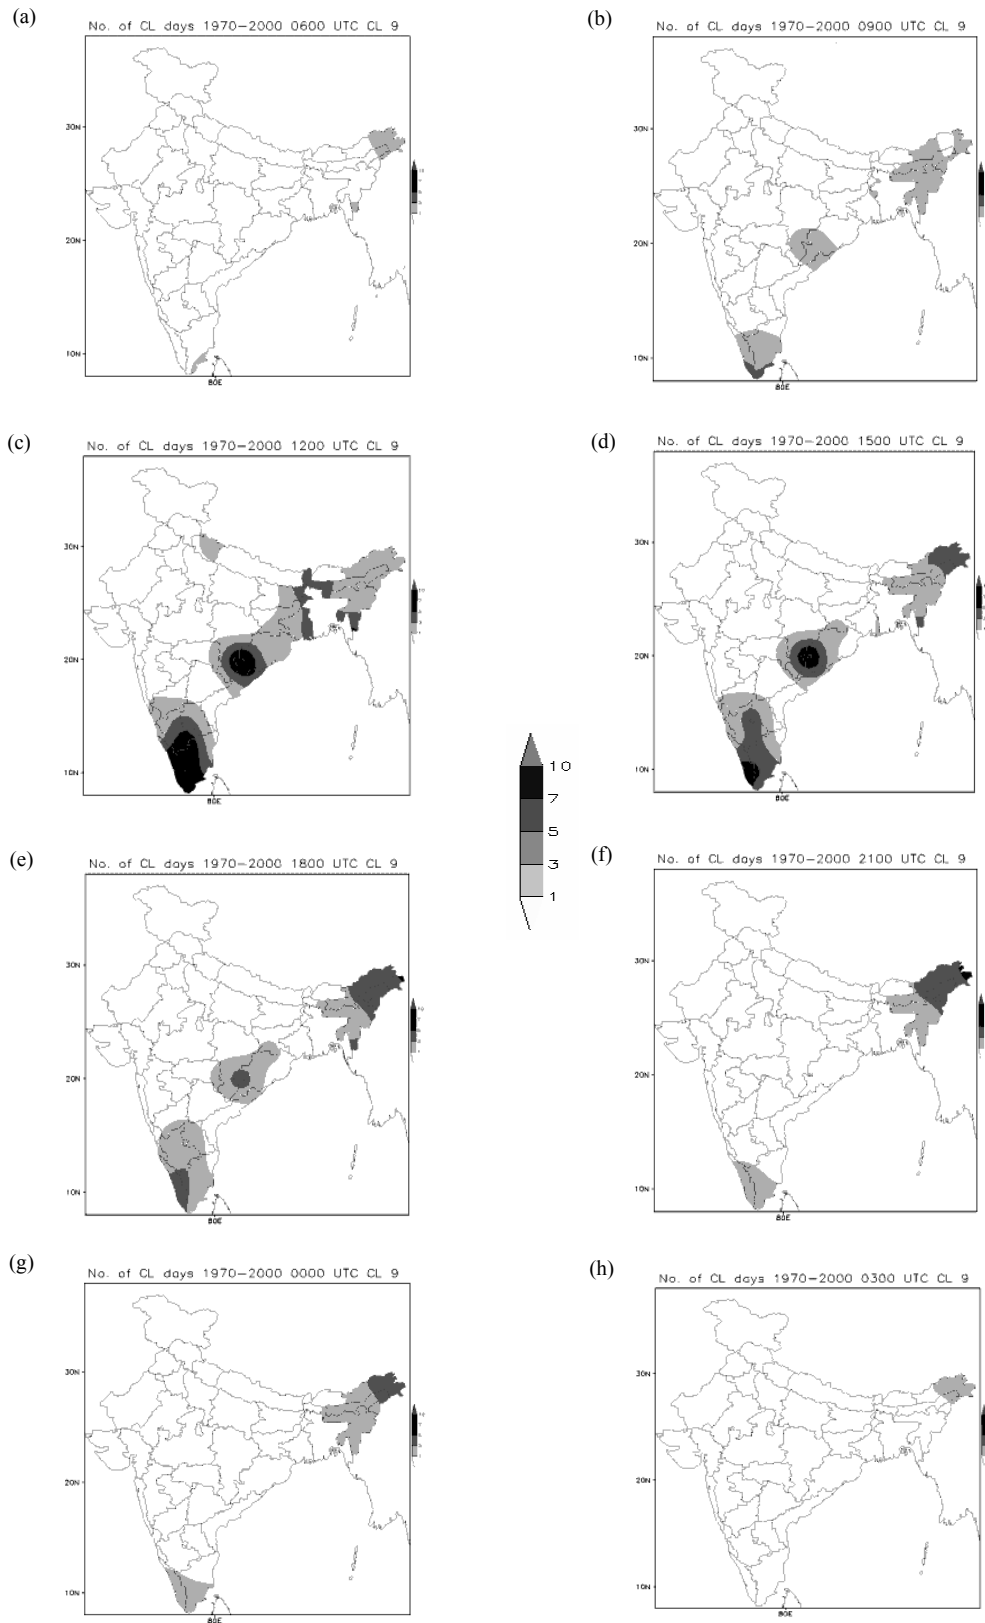 (a)
No. of CL days 1970-2000 0600 UTC CL 9
30N
20N
10N
80E
(b)
No. of CL days 1970-2000 0900 UTC CL 9
30N
20N
10N
80E
(c)
No. of CL days 1970-2000 1200 UTC CL 9
30N
20N
10N
80E
(d)
No. of CL days 1970-2000 1500 UTC CL 9
30N
20N
10N
80E
10
7
5
3
1
(e)
No. of CL days 1970-2000 1800 UTC CL 9
30N
20N
10N
80E
(f)
No. of CL days 1970-2000 2100 UTC CL 9
30N
20N
10N
80E
(g)
No. of CL days 1970-2000 0000 UTC CL 9
30N
20N
10N
80E
(h)
No. of CL days 1970-2000 0300 UTC CL 9
30N
20N
10N
80E